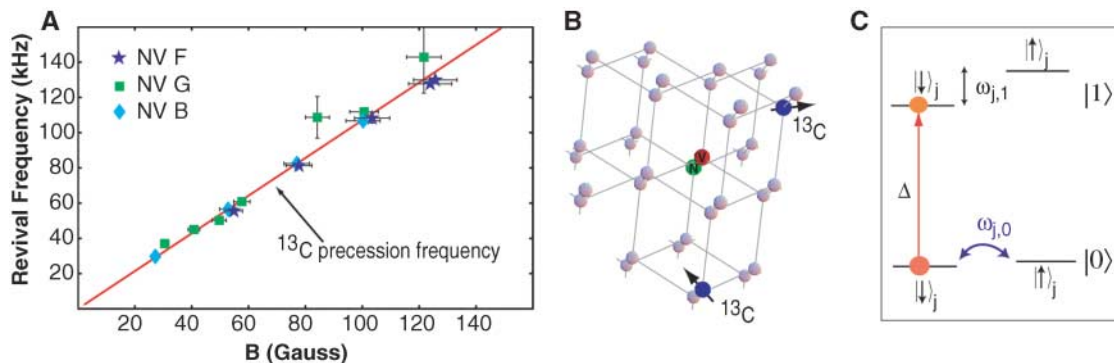 A
Revival Frequency (kHz)
140
120
100
80
60
40
20
NV F
NV G
NV B
¹³C precession frequency
20 40 60 80 100 120 140
B (Gauss)
B
¹³C
N V
¹³C
C
|↑⟩j
|↓⟩j
ωj,1
|1⟩
Δ
ωj,0
|0⟩
|↓⟩j
|↑⟩j